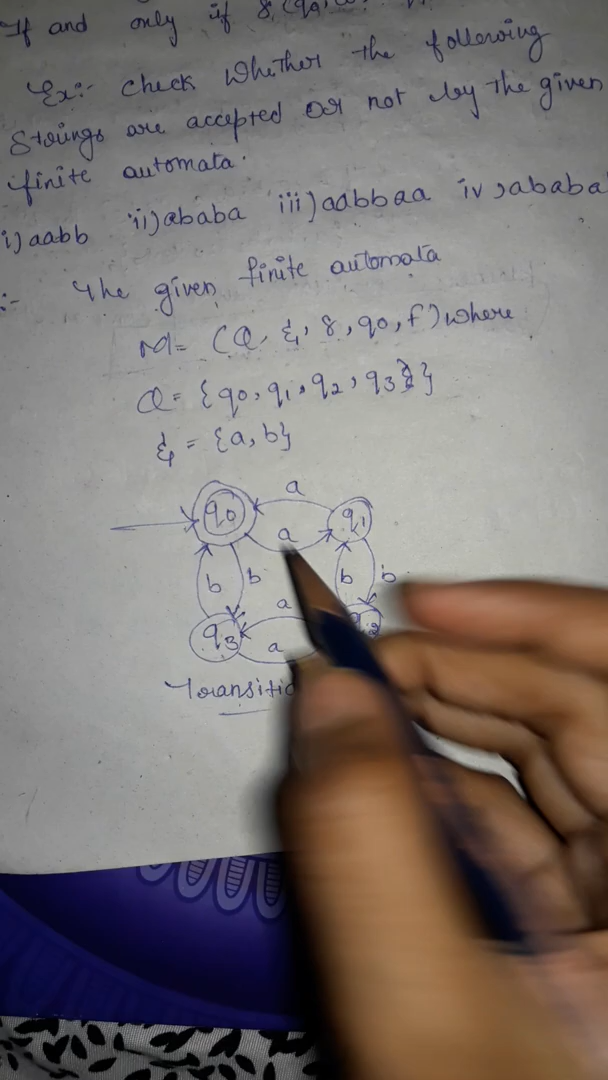 If and only if δ(q0,
Ex:- check whether the following
strings are accepted or not by the given
finite automata.
i) aabb ii) ababa iii) aabbaa iv) ababa
:- The given finite automata
M = (Q, Σ, δ, q0, F) where
Q = {q0, q1, q2, q3}}
Σ = {a, b}
a
q0 q1
a
b b b b
a
q3 q2
a